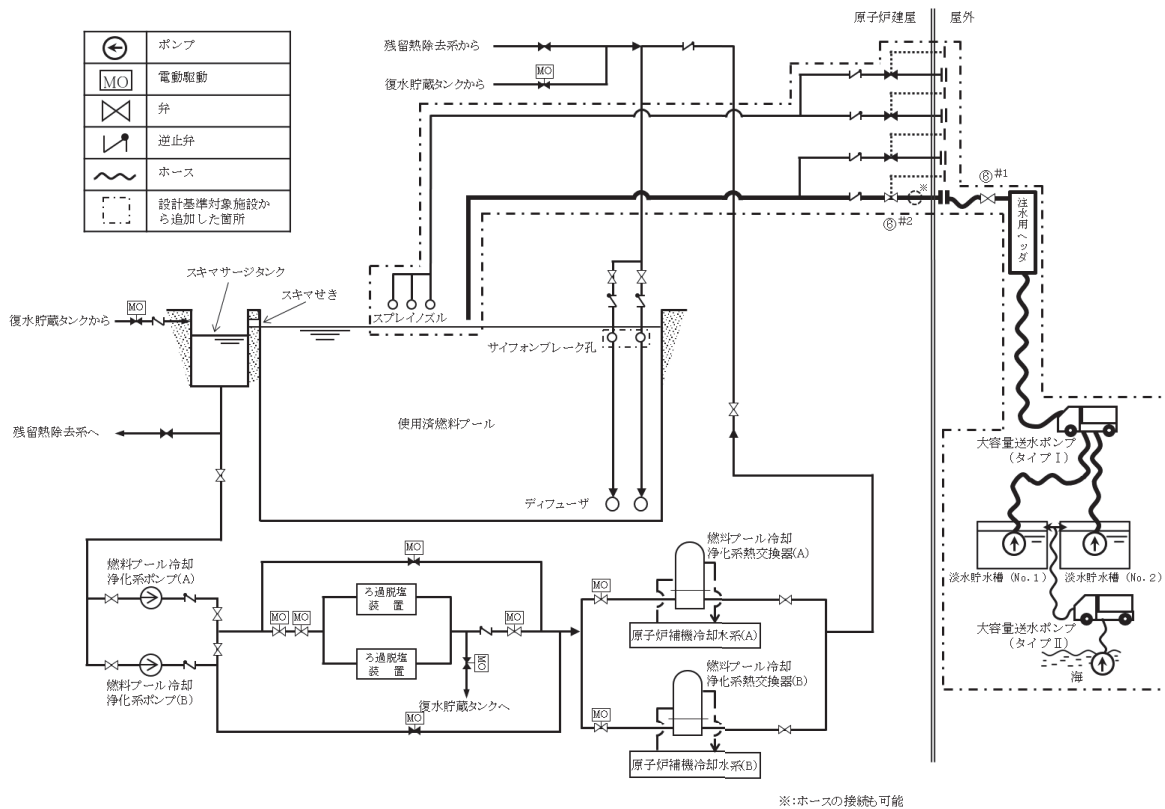 ポンプ
MO
電動駆動
弁
逆止弁
ホース
設計基準対象施設か
ら追加した箇所
原子炉建屋
屋外
残留熱除去系から
MO
復水貯蔵タンクから
⑥#1
※
⑥#2
注水用ヘッダ
スキマサージタンク
スキマせき
MO
復水貯蔵タンクから
スプレイノズル
サイフォンブレーク孔
残留熱除去系へ
使用済燃料プール
ディフューザ
大容量送水ポンプ
(タイプⅠ)
淡水貯水槽 (No.1)
淡水貯水槽 (No.2)
大容量送水ポンプ
(タイプⅡ)
海
燃料プール冷却
浄化系ポンプ(A)
燃料プール冷却
浄化系ポンプ(B)
MO
MO
MO
ろ過脱塩
装 置
ろ過脱塩
装 置
MO
MO
復水貯蔵タンクへ
MO
燃料プール冷却
浄化系熱交換器(A)
MO
原子炉補機冷却水系(A)
燃料プール冷却
浄化系熱交換器(B)
MO
原子炉補機冷却水系(B)
※:ホースの接続も可能